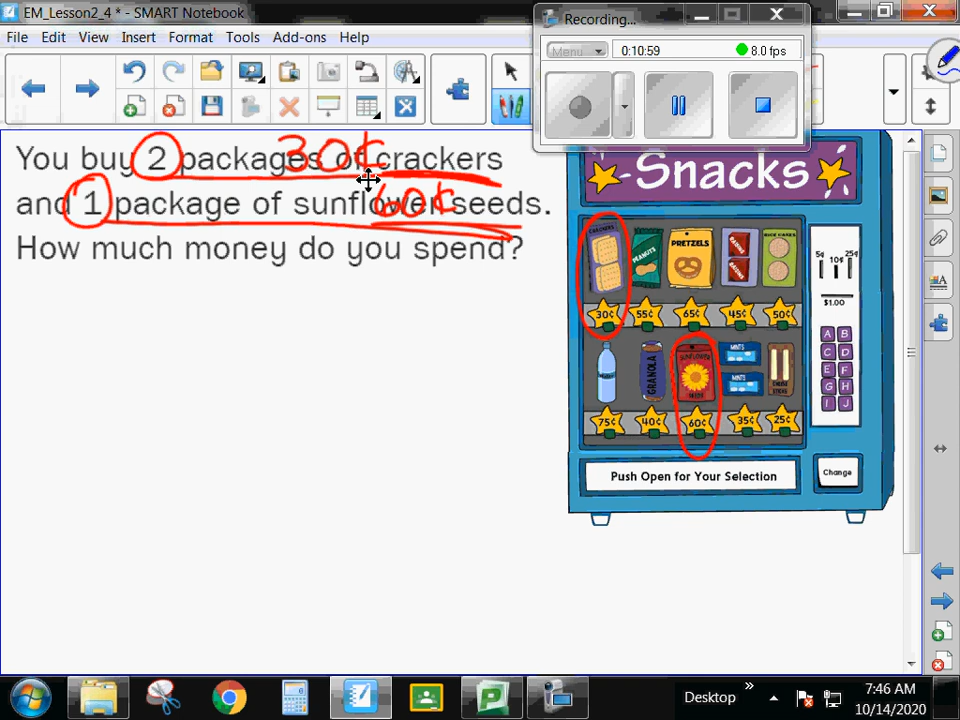 EM_Lesson2_4 * - SMART Notebook
File Edit View Insert Format Tools Add-ons Help
Recording...
Menu 0:10:59 8.0 fps
You buy 2 packages of crackers
30¢
and 1 package of sunflower seeds.
60¢
How much money do you spend?
Snacks
CRACKERS PEANUTS PRETZELS RAISINS RICE CAKES
RAISINS
30¢ 55¢ 65¢ 45¢ 50¢
GRANOLA SUNFLOWER SEEDS MINTS CHEESE STICKS
MINTS
75¢ 40¢ 60¢ 35¢ 25¢
5¢ 10¢ 25¢
$1.00
A B
C D
E F
G H
I J
Push Open for Your Selection
Change
Desktop
7:46 AM
10/14/2020